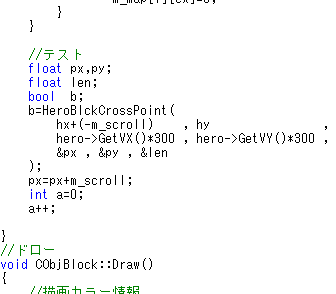 }
}
//テスト
float px,py;
float len;
bool b;
b=HeroBlckCrossPoint(
hx+(-m_scroll) , hy ,
hero->GetVX()*300 , hero->GetVY()*300 ,
&px , &py , &len
);
px=px+m_scroll;
int a=0;
a++;
}
//ドロー
void CObjBlock::Draw()
{
//描画カラー情報